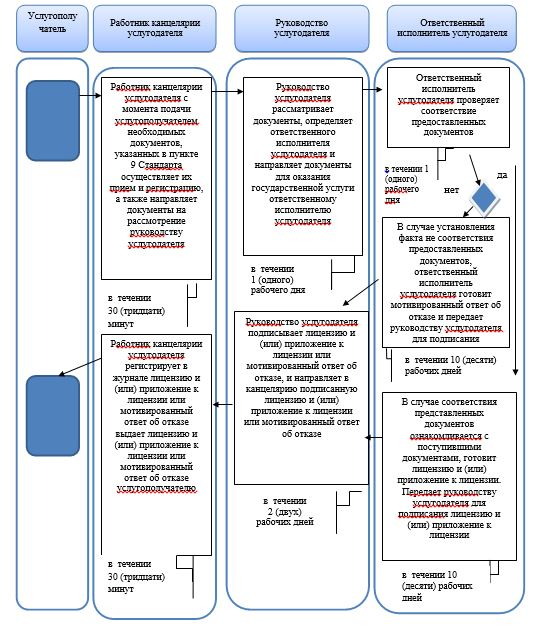 Услугополу
чатель
Работник канцелярии
услугодателя
Руководство
услугодателя
Ответственный
исполнитель услугодателя
Работник канцелярии
услугодателя с
момента подачи
услугополучателем
необходимых
документов,
указанных в пункте
9 Стандарта
осуществляет их
прием и регистрацию,
а также направляет
документы на
рассмотрение
руководству
услугодателя
в течении
30 (тридцати)
минут
Руководство
услугодателя
рассматривает
документы, определяет
ответственного
исполнителя
услугодателя и
направляет документы
для оказания
государственной услуги
ответственному
исполнителю
услугодателя
в течении
1 (одного)
рабочего дня
Ответственный
исполнитель
услугодателя проверяет
соответствие
предоставленных
документов
в течении 1
(одного)
рабочего
дня
нет
да
В случае установления
факта не соответствия
предоставленных
документов,
ответственный
исполнитель
услугодателя готовит
мотивированный ответ об
отказе и передает
руководству услугодателя
для подписания
в течении 10 (десяти)
рабочих дней
В случае соответствия
представленных
документов
ознакомливается с
поступившими
документами, готовит
лицензию и (или)
приложение к лицензии.
Передает руководству
услугодателя для
подписания лицензию и
(или) приложение к
лицензии
в течении 10
(десяти) рабочих
дней
Руководство услугодателя
подписывает лицензию и
(или) приложение к
лицензии или
мотивированный ответ об
отказе, и направляет в
канцелярию подписанную
лицензию и (или)
приложение к лицензии
или мотивированный ответ
об отказе
в течении
2 (двух)
рабочих дней
Работник канцелярии
услугодателя
регистрирует в
журнале лицензию и
(или) приложение к
лицензии или
мотивированный
ответ об отказе
выдает лицензию и
(или) приложение к
лицензии или
мотивированный
ответ об отказе
услугополучателю
в течении
30 (тридцати)
минут